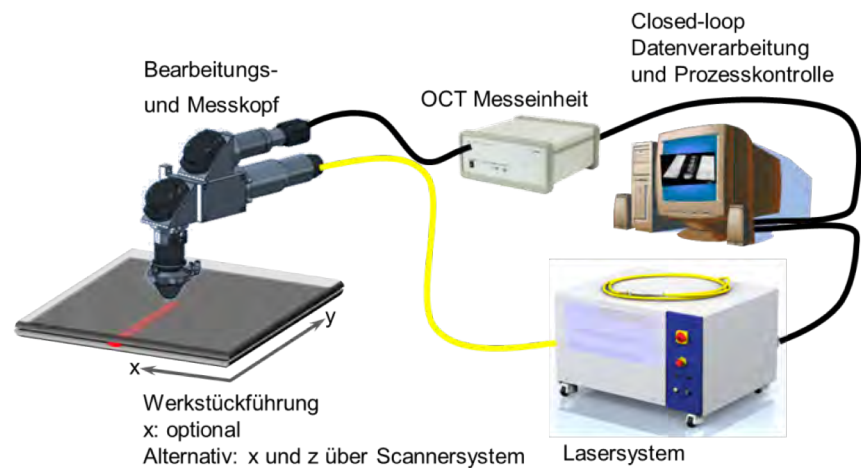 Closed-loop
Datenverarbeitung
und Prozesskontrolle
Bearbeitungs-
und Messkopf
OCT Messeinheit
y
x
Werkstückführung
x: optional
Alternativ: x und z über Scannersystem
Lasersystem